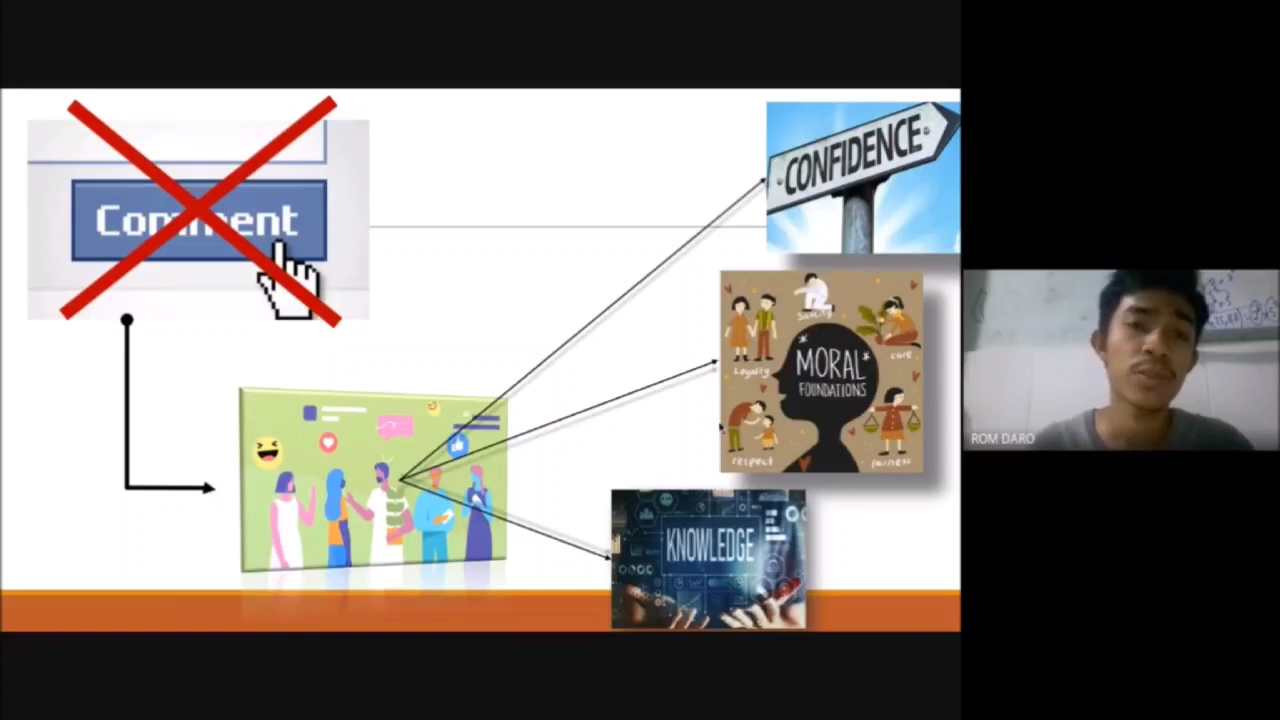 Comment
CONFIDENCE
MORAL
FOUNDATIONS
Loyalty
care
respect
fairness
KNOWLEDGE
ROM DARO